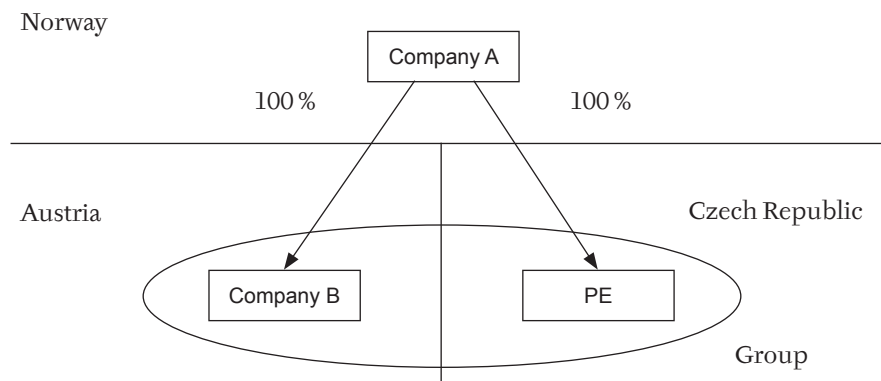 Norway
Company A
100 % 100 %
Austria Czech Republic
Company B PE
Group